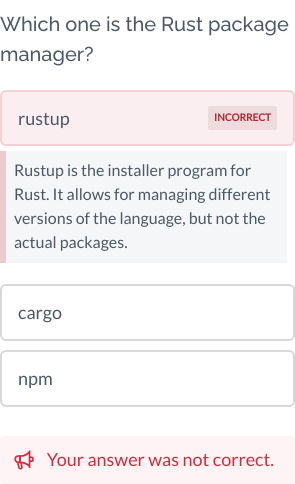 Which one is the Rust package
manager?
rustup INCORRECT
Rustup is the installer program for
Rust. It allows for managing different
versions of the language, but not the
actual packages.
cargo
npm
Your answer was not correct.